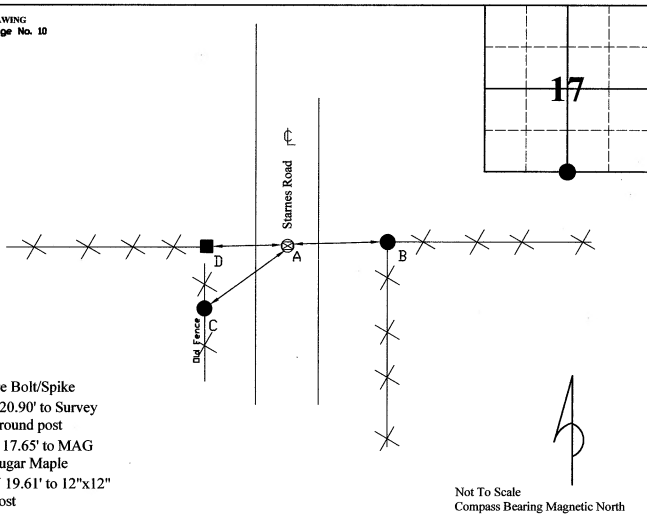 WING
ge No. 10
17
℄
Starnes Road
D
A
B
C
Old Fence
e Bolt/Spike
20.90' to Survey
round post
17.65' to MAG
ugar Maple
19.61' to 12"x12"
ost
Not To Scale
Compass Bearing Magnetic North